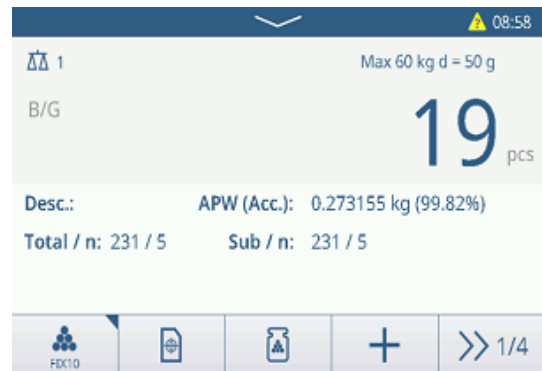 08:58
1
Max 60 kg d = 50 g
B/G
19 pcs
Desc.: APW (Acc.): 0.273155 kg (99.82%)
Total / n: 231 / 5 Sub / n: 231 / 5
FIX10
1/4